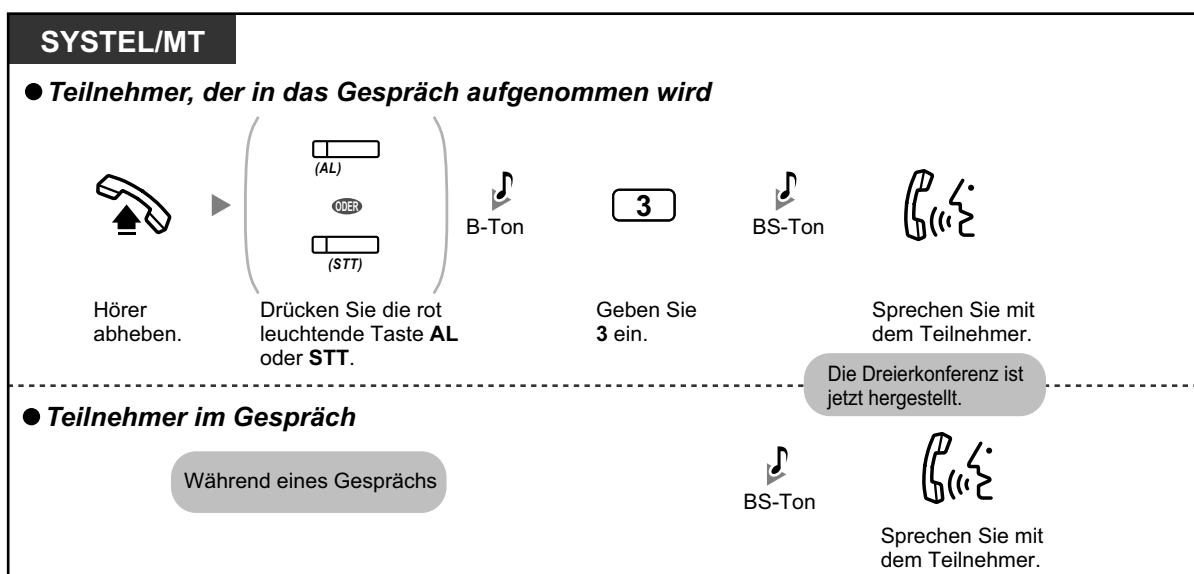 SYSTEL/MT
● Teilnehmer, der in das Gespräch aufgenommen wird
(AL)
ODER
(STT)
B-Ton
3
BS-Ton
Hörer
abheben.
Drücken Sie die rot
leuchtende Taste AL
oder STT.
Geben Sie
3 ein.
Sprechen Sie mit
dem Teilnehmer.
Die Dreierkonferenz ist
jetzt hergestellt.
● Teilnehmer im Gespräch
Während eines Gesprächs
BS-Ton
Sprechen Sie mit
dem Teilnehmer.